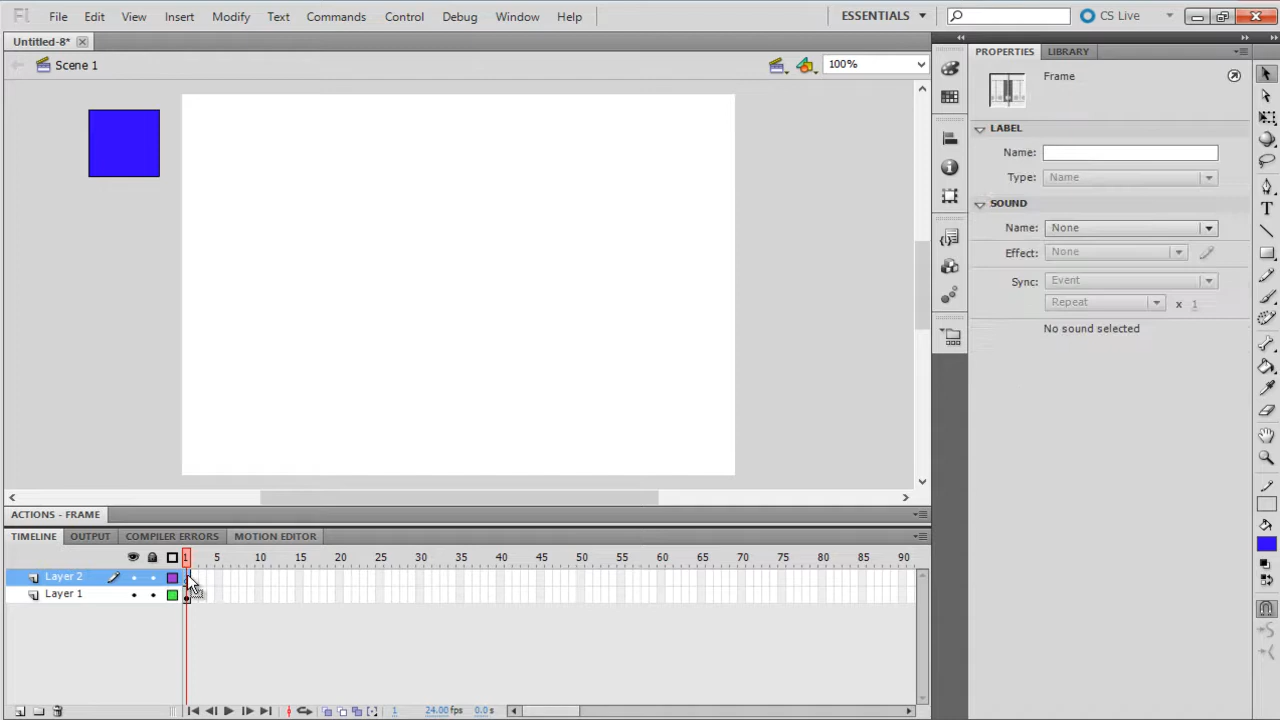 Fl File Edit View Insert Modify Text Commands Control Debug Window Help ESSENTIALS CS Live
Untitled-8*
Scene 1 100%
PROPERTIES LIBRARY
Frame
LABEL
Name:
Type: Name
SOUND
Name: None
Effect: None
Sync: Event
Repeat x 1
No sound selected
ACTIONS - FRAME
TIMELINE OUTPUT COMPILER ERRORS MOTION EDITOR
1 5 10 15 20 25 30 35 40 45 50 55 60 65 70 75 80 85 90
Layer 2
Layer 1
1 24.00fps 0.0s